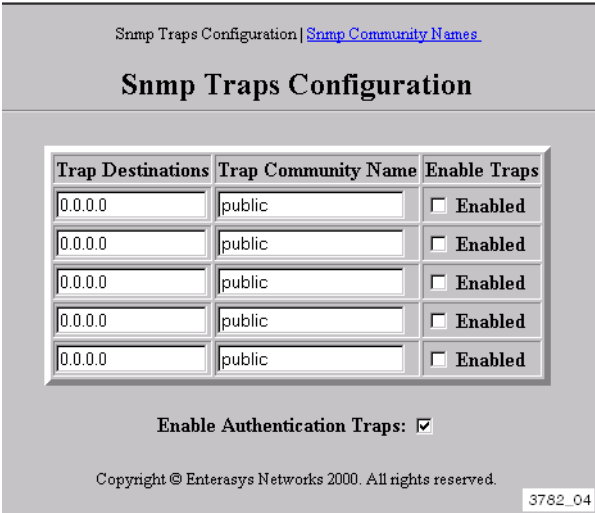 Snmp Traps Configuration | Snmp Community Names
Snmp Traps Configuration
Trap Destinations Trap Community Name Enable Traps
0.0.0.0 public Enabled
0.0.0.0 public Enabled
0.0.0.0 public Enabled
0.0.0.0 public Enabled
0.0.0.0 public Enabled
Enable Authentication Traps:
Copyright © Enterasys Networks 2000. All rights reserved.
3782_04